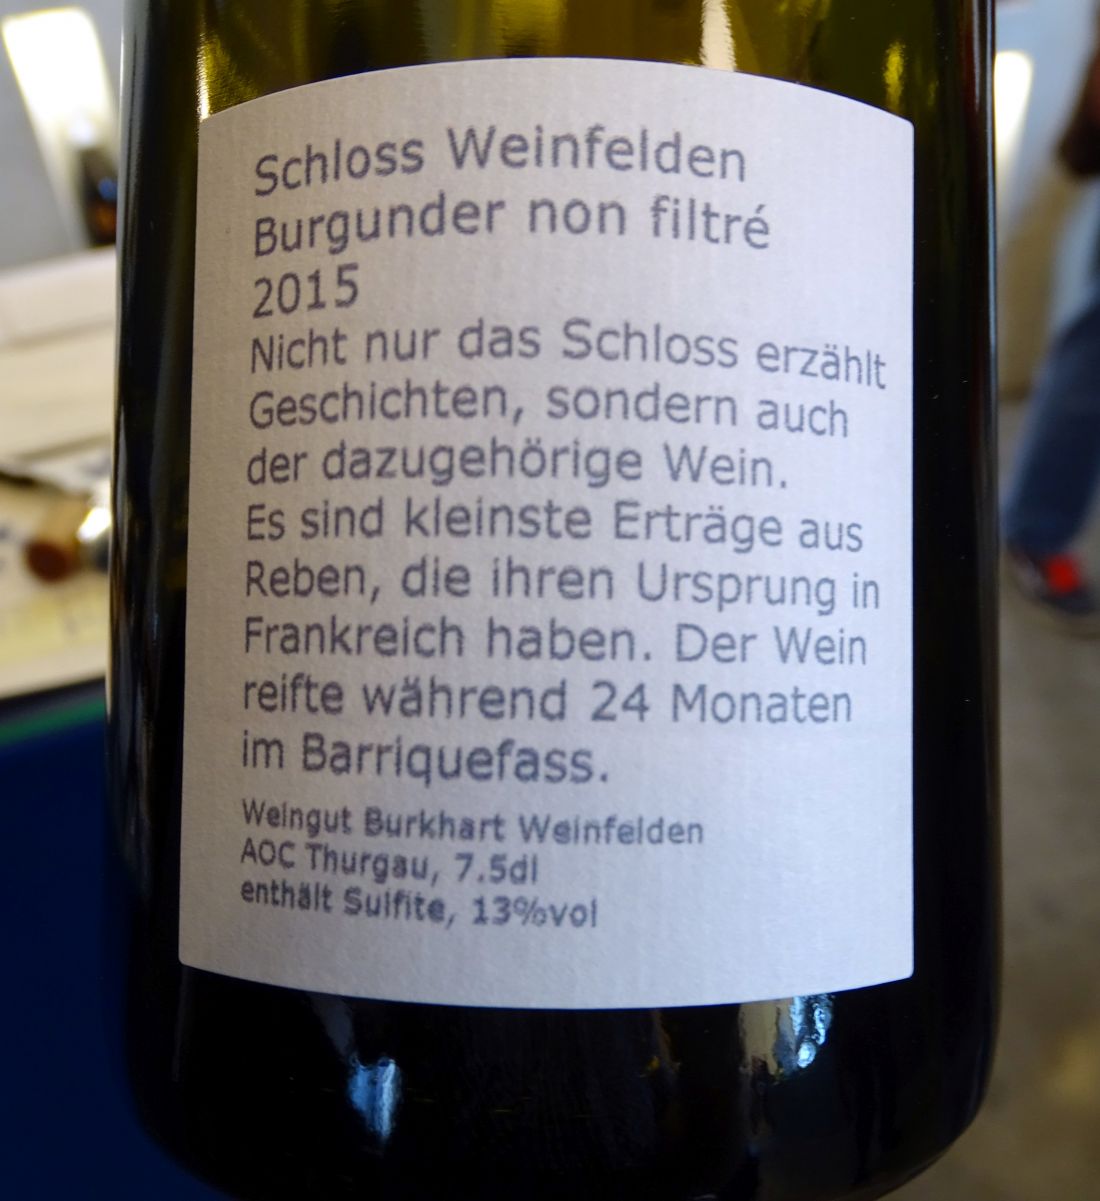 Schloss Weinfelden
Burgunder non filtré
2015
Nicht nur das Schloss erzählt
Geschichten, sondern auch
der dazugehörige Wein.
Es sind kleinste Erträge aus
Reben, die ihren Ursprung in
Frankreich haben. Der Wein
reifte während 24 Monaten
im Barriquefass.
Weingut Burkhart Weinfelden
AOC Thurgau, 7.5dl
enthält Sulfite, 13%vol